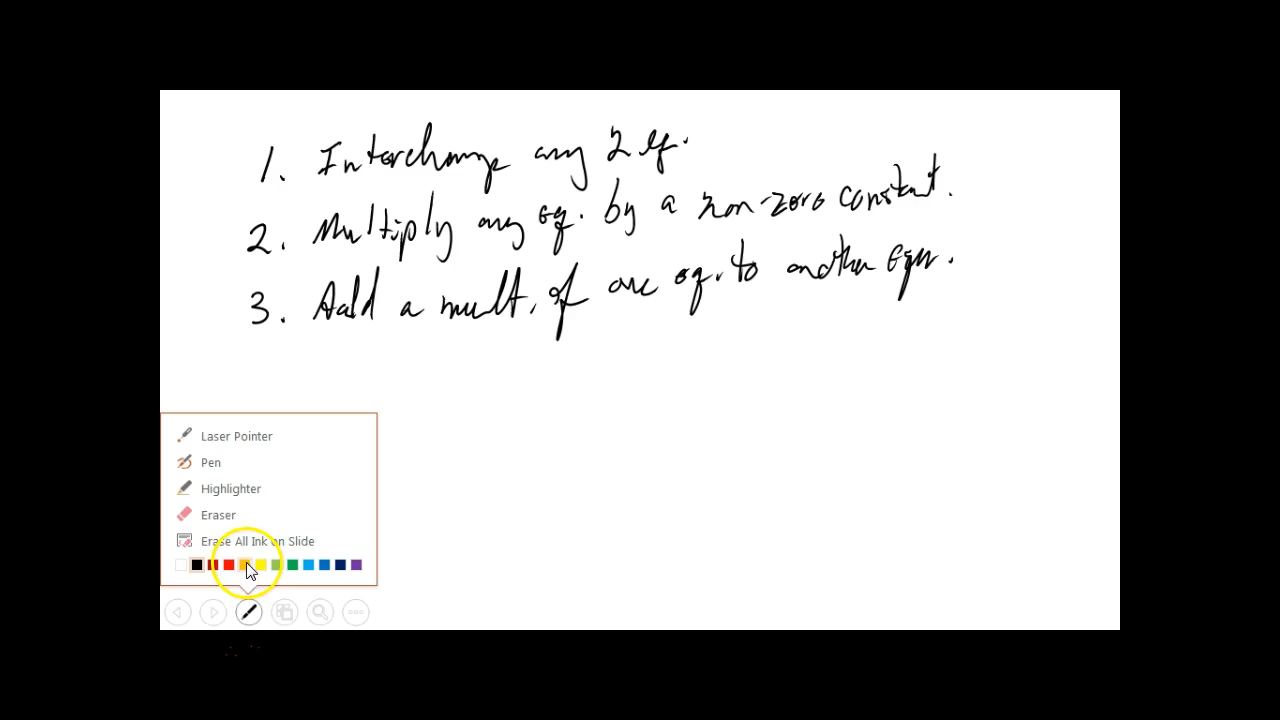 1. Interchange any 2 eq.
2. Multiply any eq. by a non-zero constant.
3. Add a mult. of one eq. to another eqn.
Laser Pointer
Pen
Highlighter
Eraser
Erase All Ink on Slide